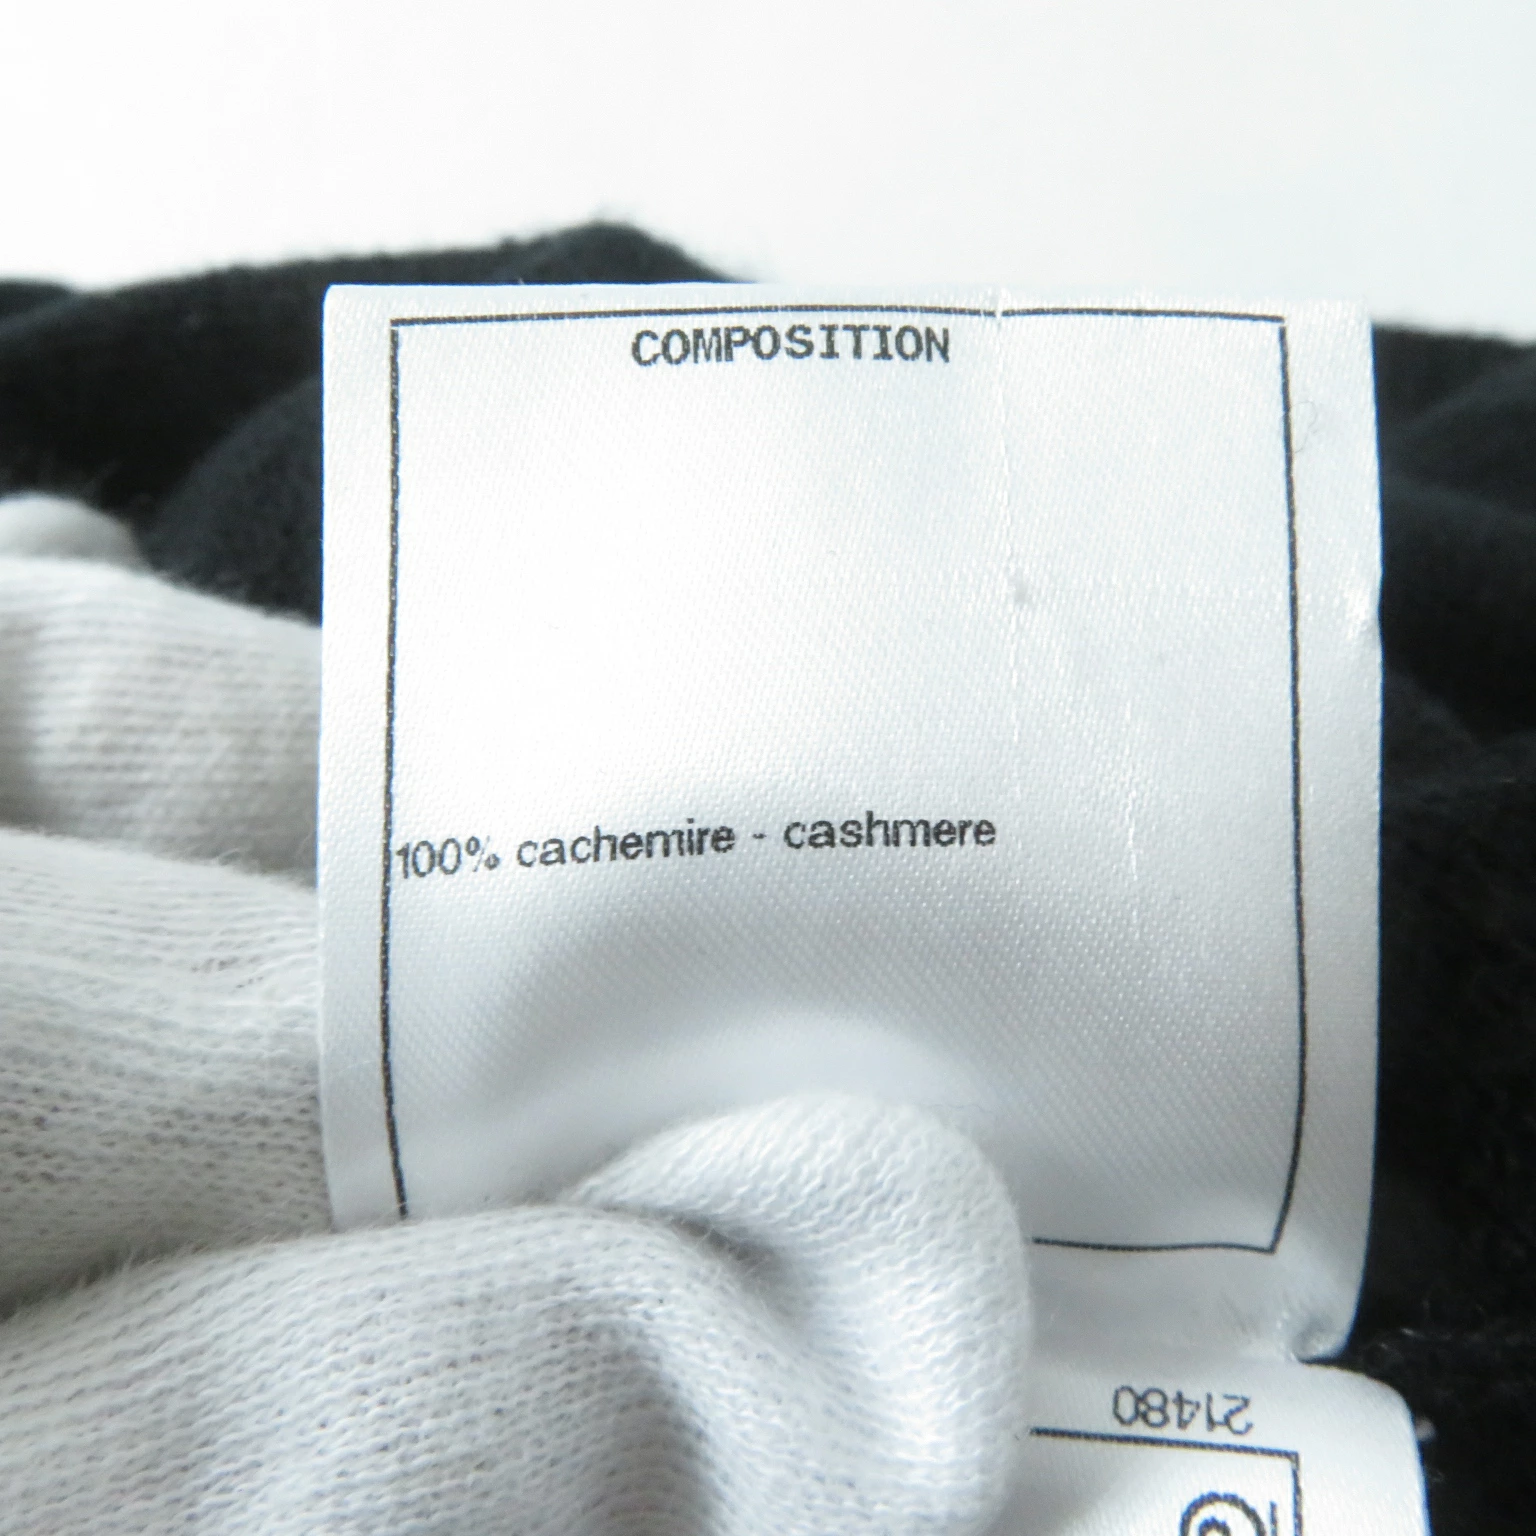 COMPOSITION
100% cachemire - cashmere
21480